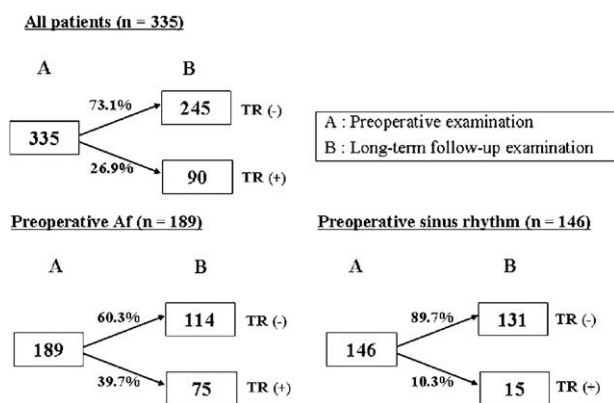 All patients (n = 335)
A B
73.1%
245 TR (-)
335
26.9%
90 TR (+)
A : Preoperative examination
B : Long-term follow-up examination
Preoperative Af (n = 189)
A B
60.3%
114 TR (-)
189
39.7%
75 TR (+)
Preoperative sinus rhythm (n = 146)
A B
89.7%
131 TR (-)
146
10.3%
15 TR (+)